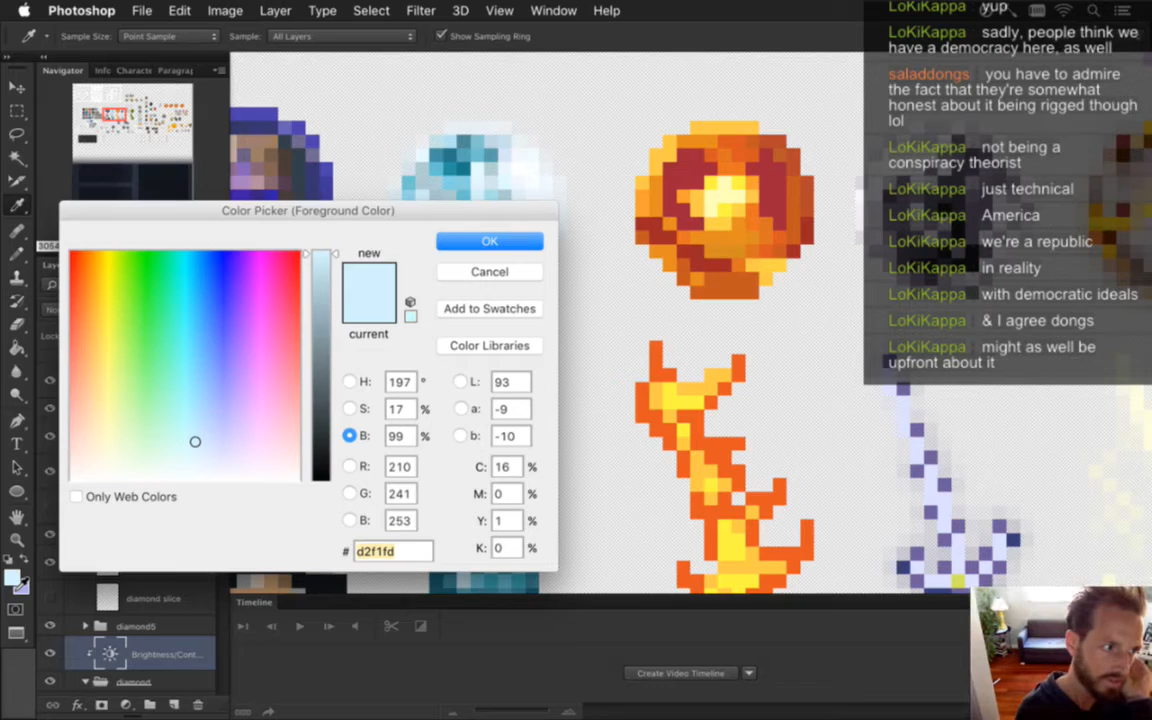 Photoshop File Edit Image Layer Type Select Filter 3D View Window Help
Sample Size: Point Sample Sample: All Layers Show Sampling Ring
Navigator Info Characte Paragraj
LoKiKappa yup
LoKiKappa sadly, people think we
have a democracy here, as well
saladdongs you have to admire
the fact that they're somewhat
honest about it being rigged though
lol
LoKiKappa not being a
conspiracy theorist
LoKiKappa just technical
LoKiKappa America
LoKiKappa we're a republic
LoKiKappa in reality
LoKiKappa with democratic ideals
LoKiKappa & I agree dongs
LoKiKappa might as well be
upfront about it
Color Picker (Foreground Color)
new
current
OK
Cancel
Add to Swatches
Color Libraries
H: 197 °
S: 17 %
B: 99 %
R: 210
G: 241
B: 253
# d2f1fd
L: 93
a: -9
b: -10
C: 16 %
M: 0 %
Y: 1 %
K: 0 %
Only Web Colors
diamond slice
diamond5
Brightness/Cont...
diamond
Timeline
Create Video Timeline